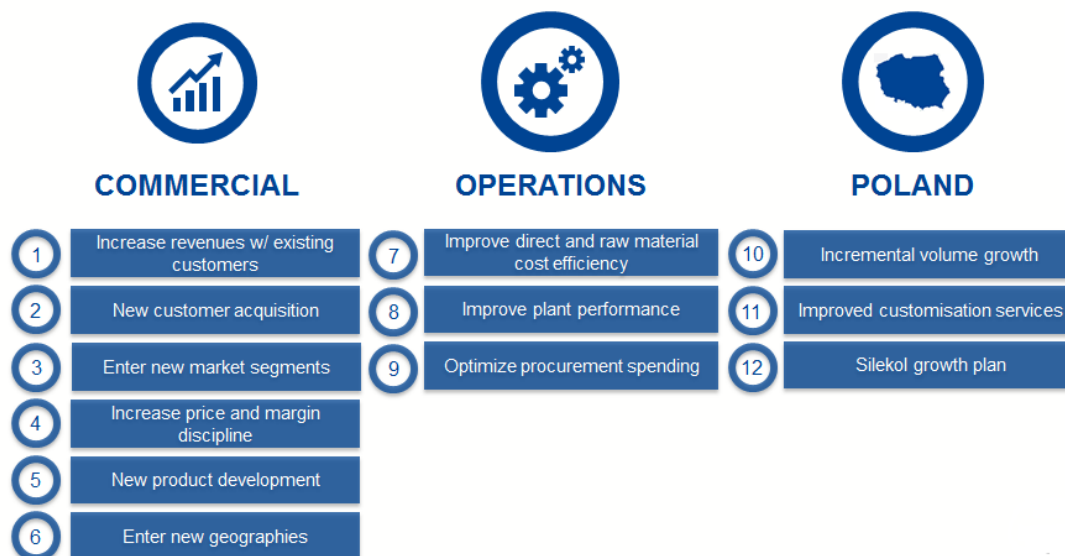 COMMERCIAL
1
Increase revenues w/ existing
customers
2
New customer acquisition
3
Enter new market segments
4
Increase price and margin
discipline
5
New product development
6
Enter new geographies
OPERATIONS
7
Improve direct and raw material
cost efficiency
8
Improve plant performance
9
Optimize procurement spending
POLAND
10
Incremental volume growth
11
Improved customisation services
12
Silekol growth plan